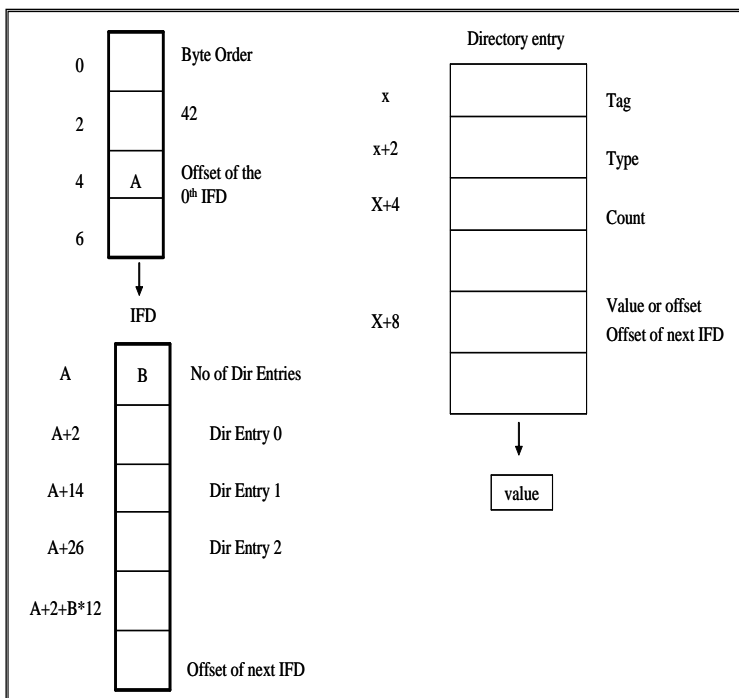 0
Byte Order
2
42
4
A
Offset of the
0th IFD
6
IFD
A
B
No of Dir Entries
A+2
Dir Entry 0
A+14
Dir Entry 1
A+26
Dir Entry 2
A+2+B*12
Offset of next IFD
Directory entry
x
Tag
x+2
Type
X+4
Count
X+8
Value or offset
Offset of next IFD
value